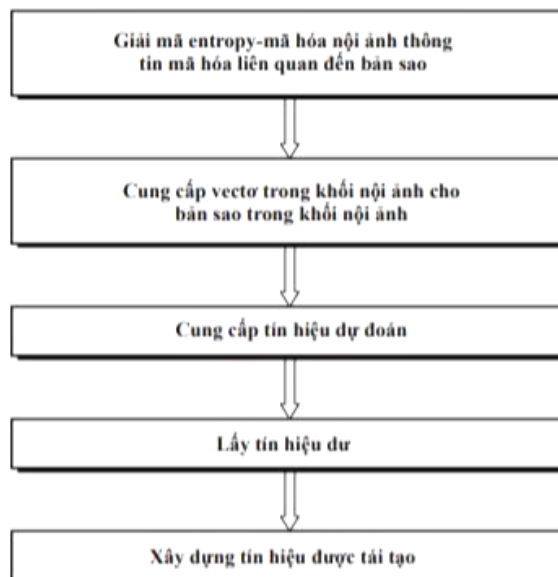 Giải mã entropy-mã hóa nội ảnh thông
tin mã hóa liên quan đến bản sao
Cung cấp vectơ trong khối nội ảnh cho
bản sao trong khối nội ảnh
Cung cấp tín hiệu dự đoán
Lấy tín hiệu dư
Xây dựng tín hiệu được tái tạo